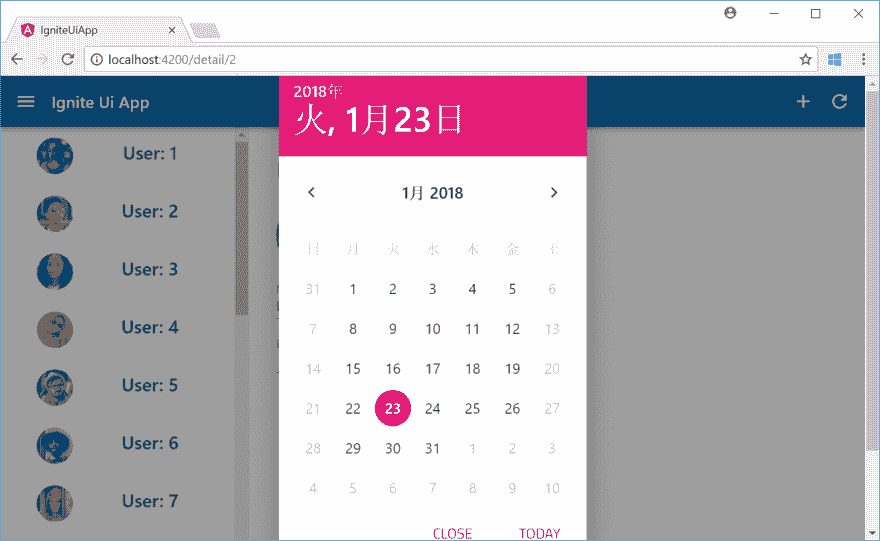 IgniteUiApp
localhost:4200/detail/2
Ignite Ui App
User: 1
User: 2
User: 3
User: 4
User: 5
User: 6
User: 7
2018年
火, 1月23日
1月 2018
日 月 火 水 木 金 土
31 1 2 3 4 5 6
7 8 9 10 11 12 13
14 15 16 17 18 19 20
21 22 23 24 25 26 27
28 29 30 31 1 2 3
4 5 6 7 8 9 10
CLOSE TODAY